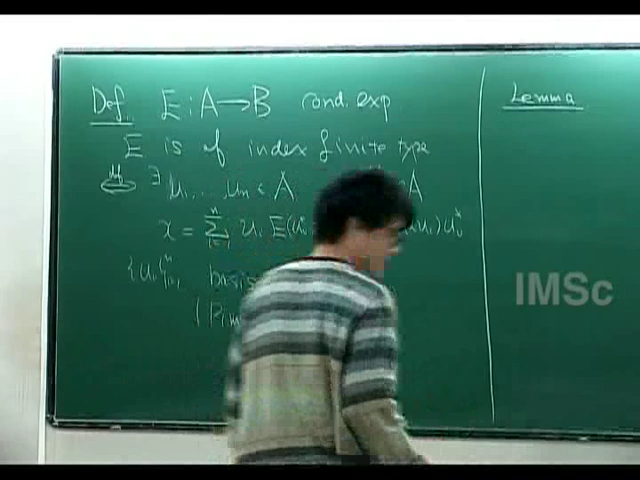 Def. E : A → B cond. exp
E is of index finite type
def ⇔ ∃ u₁, ..., uₙ ∈ A, A
x = Σⁿᵢ₌₁ uᵢ E(uᵢ* uᵢ)uᵢ*
{uᵢ}ⁿᵢ₌₁ basis
Lemma
IMSc